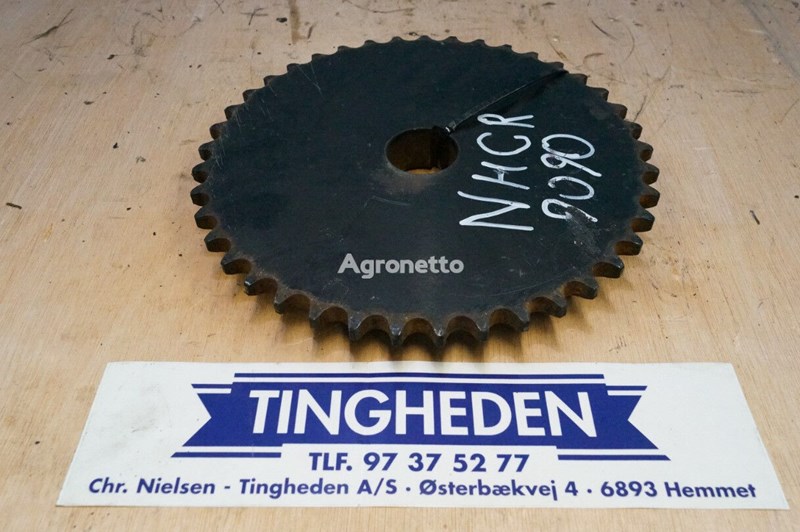 NHCR
9090
Agronetto
TINGHEDEN
TLF. 97 37 52 77
Chr. Nielsen - Tingheden A/S · Østerbækvej 4 · 6893 Hemmet